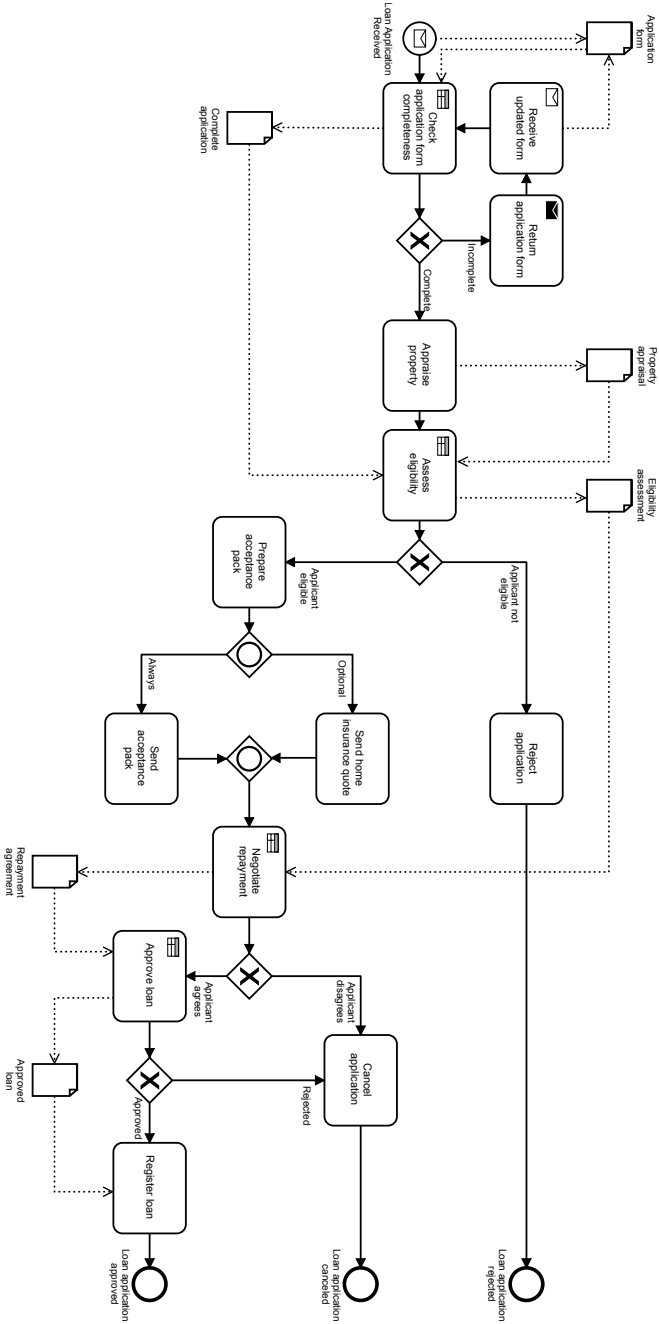 Application
form
Loan Application
Received
Receive
updated form
Check
application form
completeness
Complete
application
Return
application form
Incomplete
Complete
Property
appraisal
Appraise
property
Eligibility
assessment
Assess
eligibility
Applicant not
eligible
Applicant
eligible
Prepare
acceptance
pack
Optional
Always
Reject
application
Send home
insurance quote
Send
acceptance
pack
Negotiate
repayment
Repayment
agreement
Applicant
disagrees
Applicant
agrees
Approve loan
Cancel
application
Approved
loan
Rejected
Approved
Register loan
Loan application
rejected
Loan application
canceled
Loan application
approved